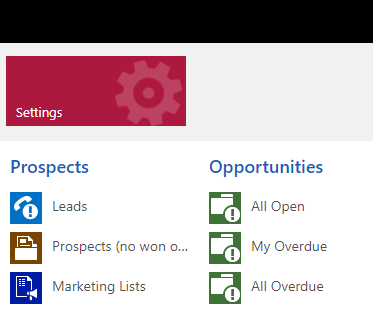 Settings
Prospects
Leads
Prospects (no won o...
Marketing Lists
Opportunities
All Open
My Overdue
All Overdue